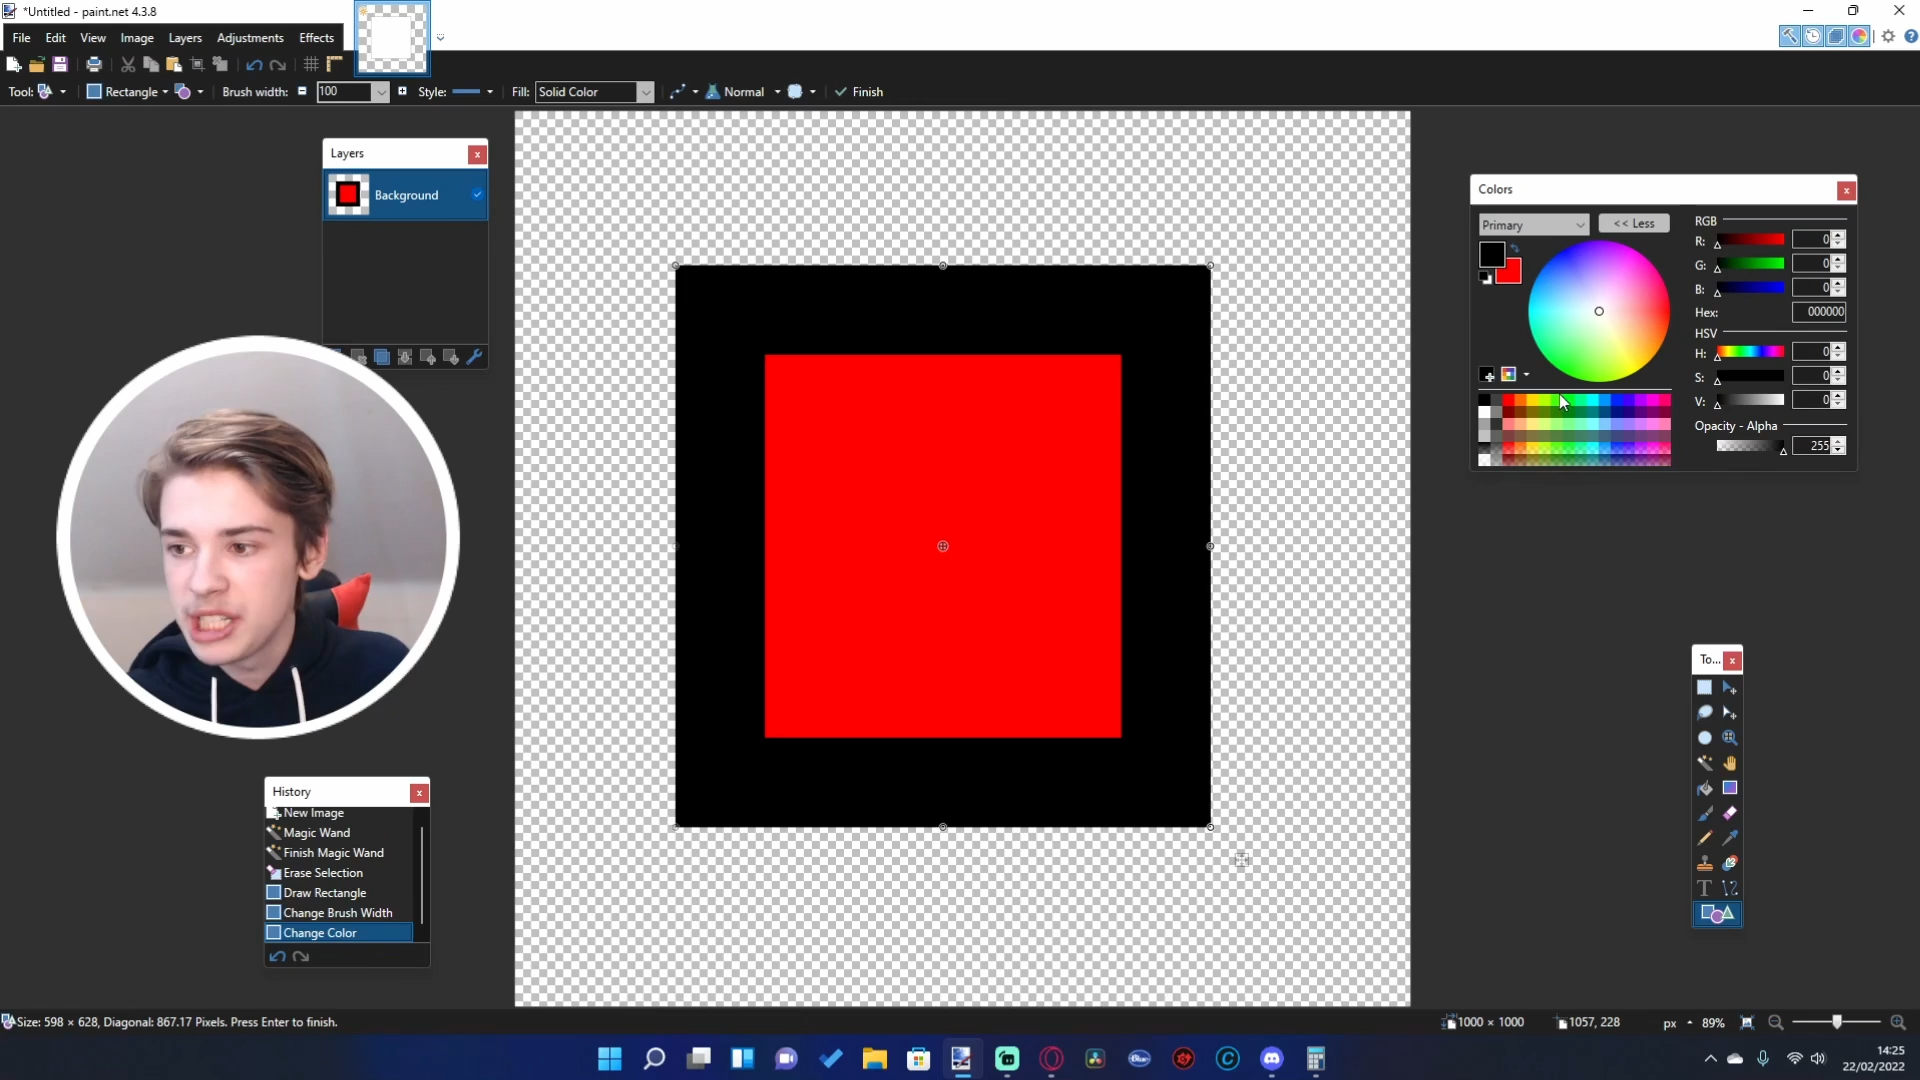 *Untitled - paint.net 4.3.8
File Edit View Image Layers Adjustments Effects
Tool: Rectangle Brush width: 100 Style: Fill: Solid Color Normal Finish
Layers
Background
Colors
Primary << Less
RGB
R: 0
G: 0
B: 0
Hex: 000000
HSV
H: 0
S: 0
V: 0
Opacity - Alpha
255
To...
History
New Image
Magic Wand
Finish Magic Wand
Erase Selection
Draw Rectangle
Change Brush Width
Change Color
Size: 598 × 628, Diagonal: 867.17 Pixels. Press Enter to finish.
1000 × 1000 1057, 228 px 89%
14:25
22/02/2022